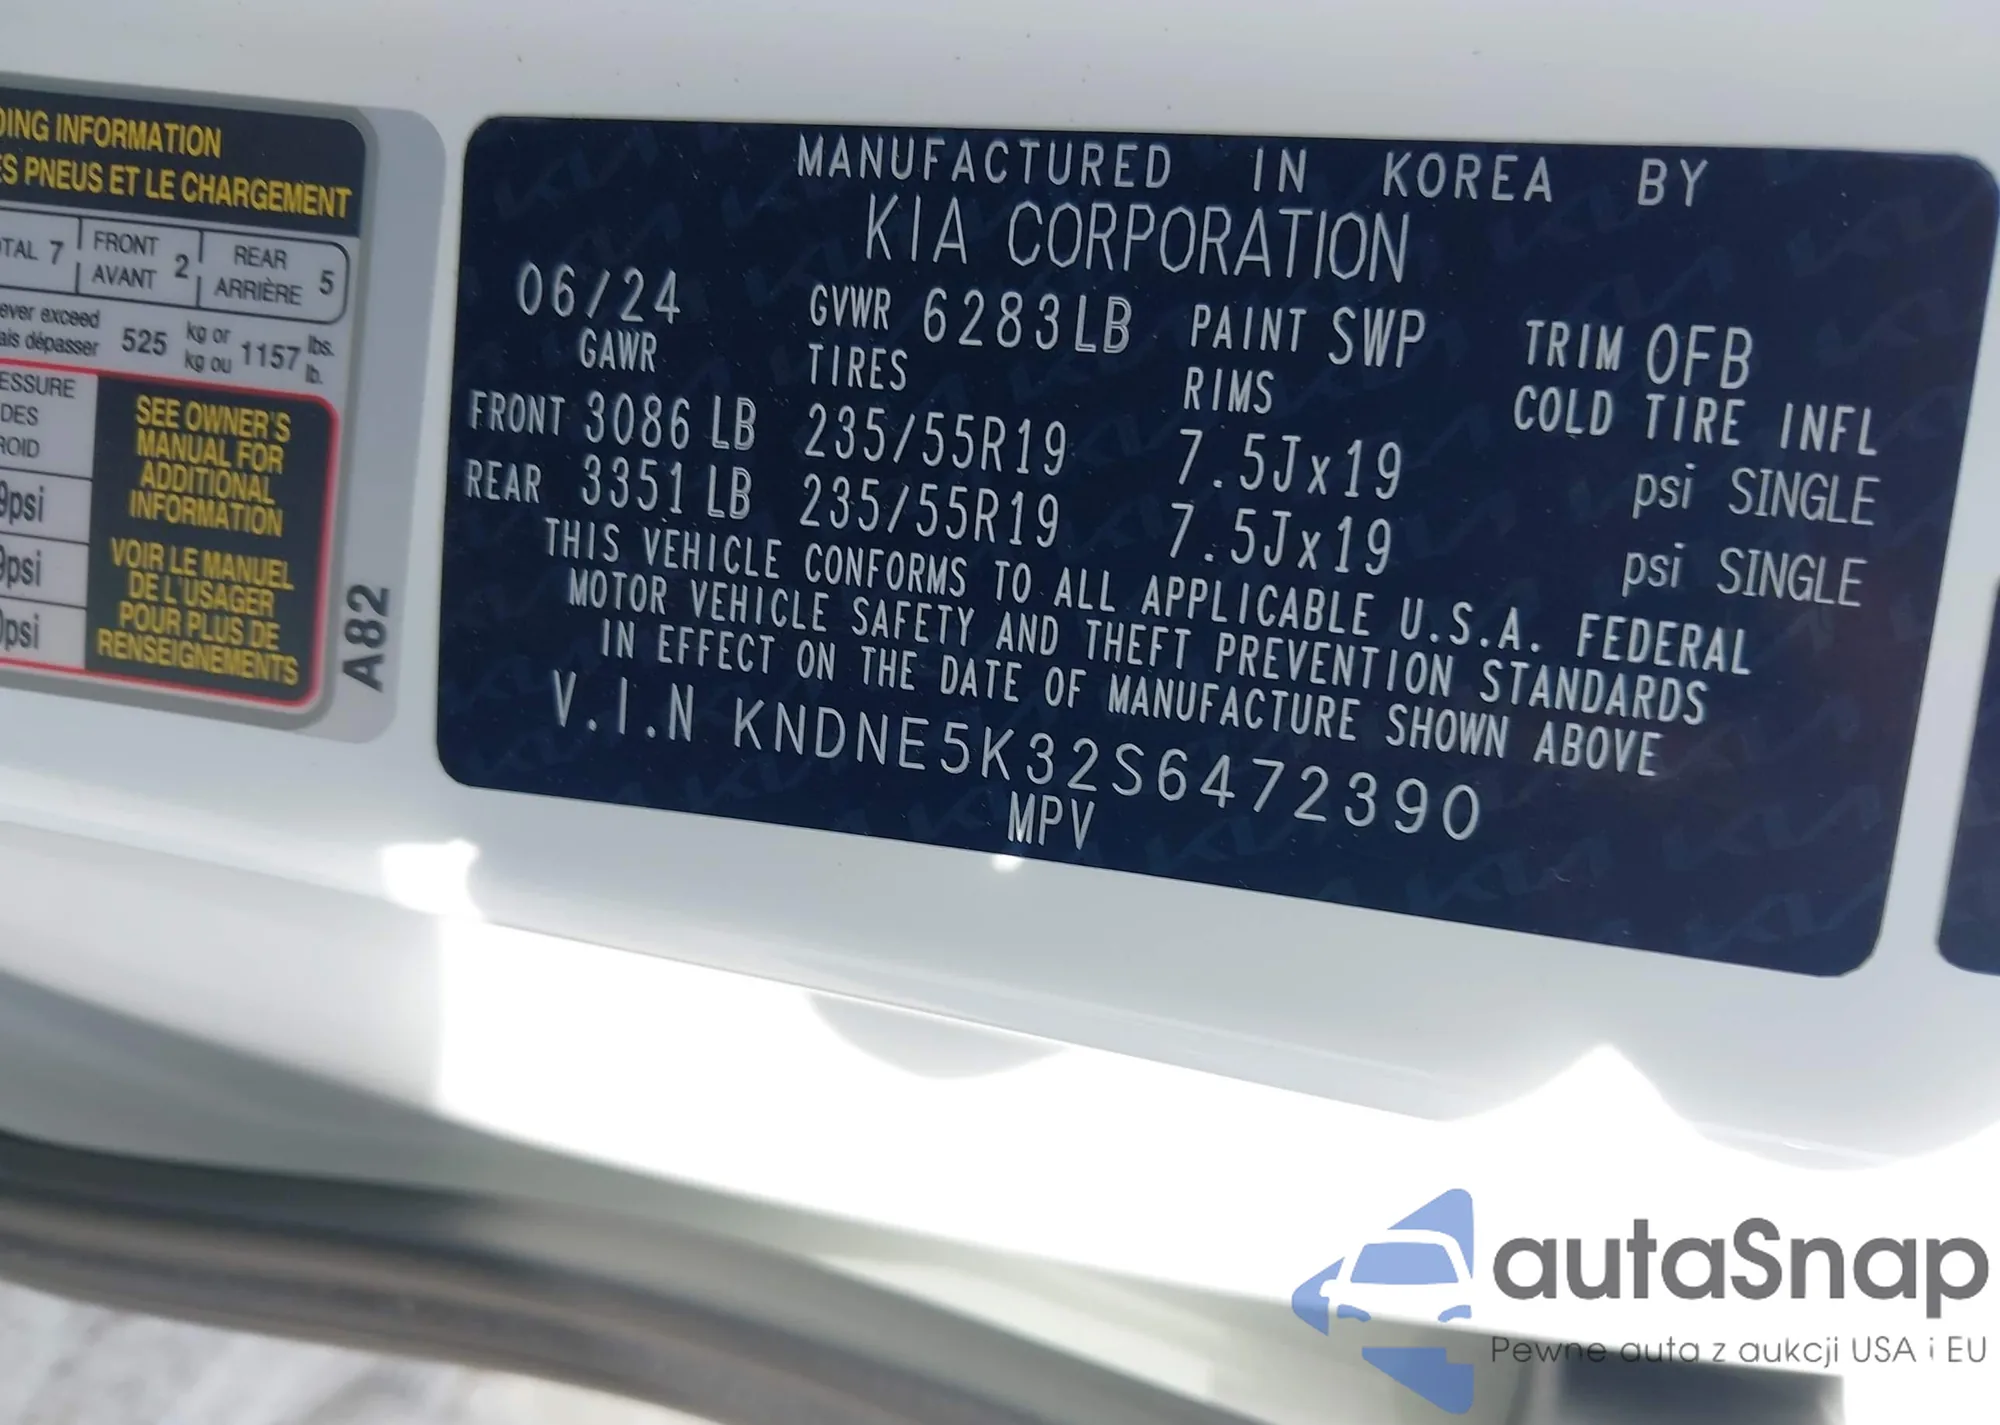 ING INFORMATION
ES PNEUS ET LE CHARGEMENT
TAL 7 FRONT AVANT 2 REAR ARRIÈRE 5
ever exceed
ais dépasser 525 kg or kg ou 1157 lbs. lb.
ESSURE
DES
ROID
9psi
9psi
0psi
SEE OWNER'S
MANUAL FOR
ADDITIONAL
INFORMATION
VOIR LE MANUEL
DE L'USAGER
POUR PLUS DE
RENSEIGNEMENTS
A82
MANUFACTURED IN KOREA BY
KIA CORPORATION
06/24 GVWR 6283LB PAINT SWP TRIM OFB
GAWR TIRES RIMS COLD TIRE INFL
FRONT 3086 LB 235/55R19 7.5Jx19 psi SINGLE
REAR 3351 LB 235/55R19 7.5Jx19 psi SINGLE
THIS VEHICLE CONFORMS TO ALL APPLICABLE U.S.A. FEDERAL
MOTOR VEHICLE SAFETY AND THEFT PREVENTION STANDARDS
IN EFFECT ON THE DATE OF MANUFACTURE SHOWN ABOVE
V.I.N KNDNE5K32S6472390
MPV
autaSnap
Pewne auta z aukcji USA i EU